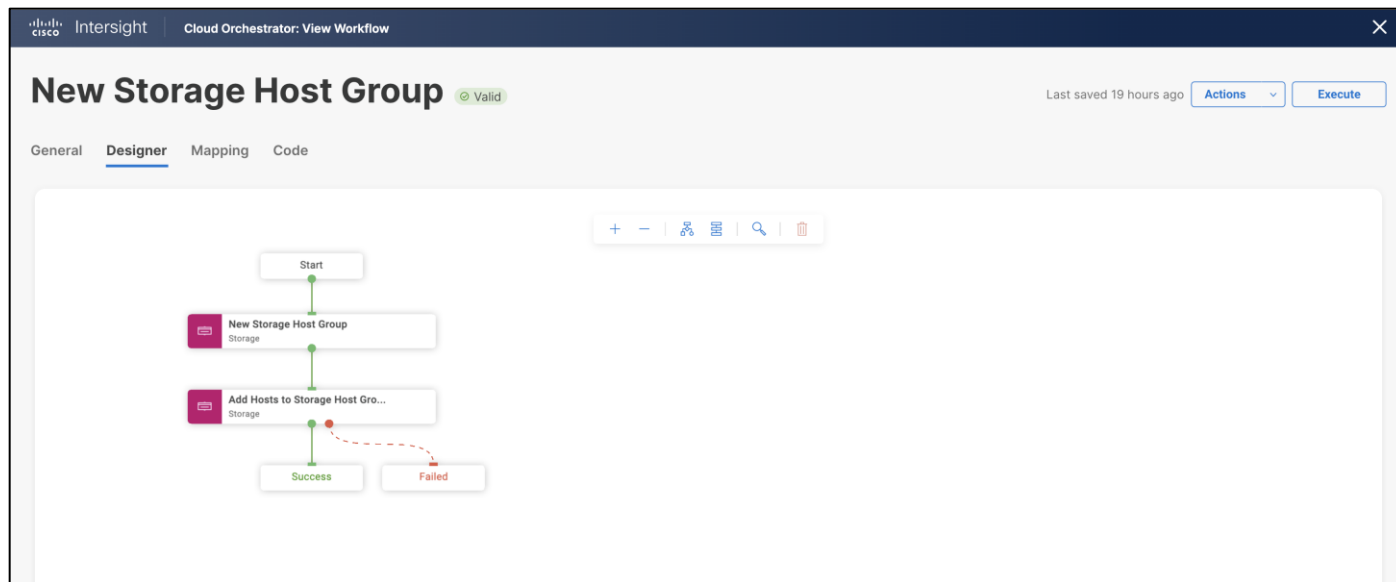 cisco Intersight Cloud Orchestrator: View Workflow
New Storage Host Group Valid
Last saved 19 hours ago Actions Execute
General Designer Mapping Code
Start
New Storage Host Group
Storage
Add Hosts to Storage Host Gro...
Storage
Success Failed